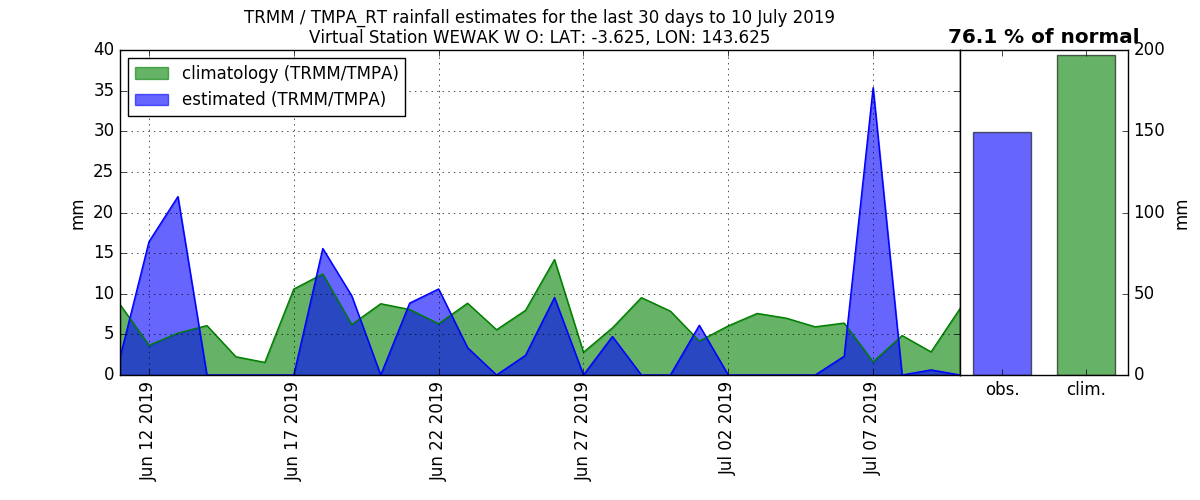 TRMM / TMPA_RT rainfall estimates for the last 30 days to 10 July 2019
Virtual Station WEWAK W O: LAT: -3.625, LON: 143.625
76.1 % of normal
climatology (TRMM/TMPA)
estimated (TRMM/TMPA)
mm
40
35
30
25
20
15
10
5
0
Jun 12 2019
Jun 17 2019
Jun 22 2019
Jun 27 2019
Jul 02 2019
Jul 07 2019
obs.
clim.
200
150
100
50
0
mm